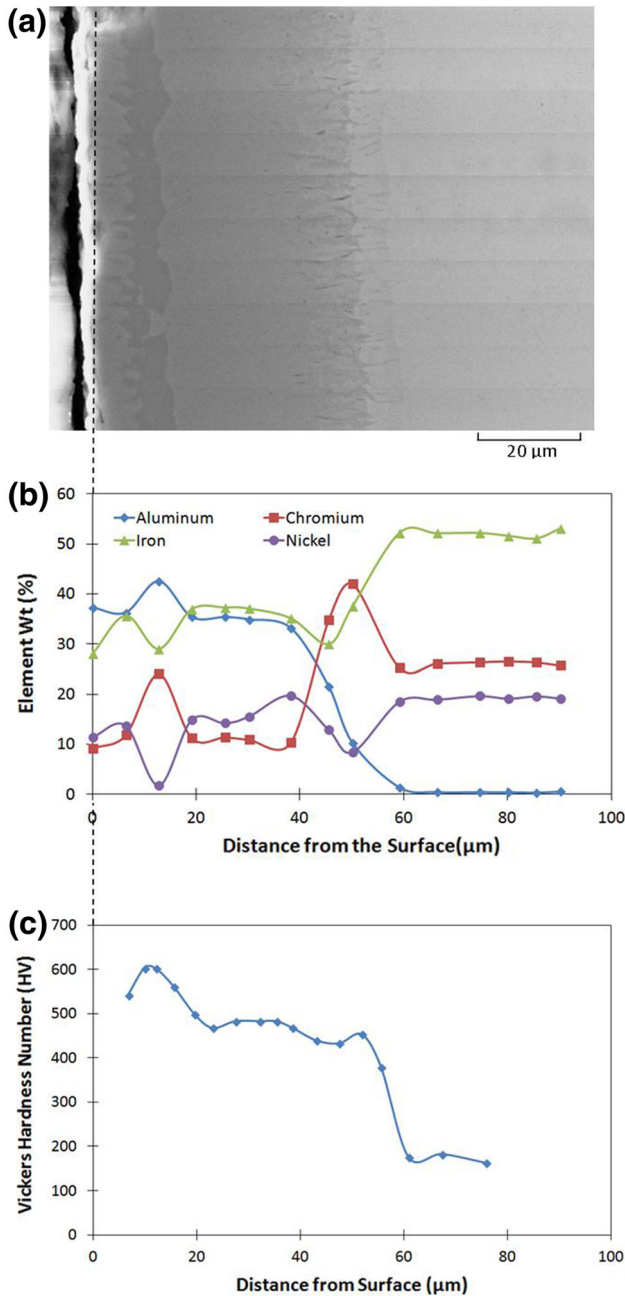 (a)
20 µm
(b)
60
50
40
30
20
10
0
Element Wt (%)
Aluminum
Chromium
Iron
Nickel
0 20 40 60 80 100
Distance from the Surface(µm)
(c)
700
600
500
400
300
200
100
0
Vickers Hardness Number (HV)
0 20 40 60 80 100
Distance from Surface (µm)